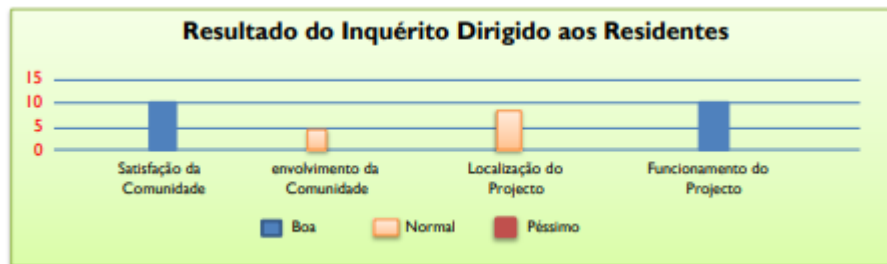 Resultado do Inquérito Dirigido aos Residentes
15
10
5
0
Satisfação da Comunidade
envolvimento da Comunidade
Localização do Projecto
Funcionamento do Projecto
Boa
Normal
Péssimo